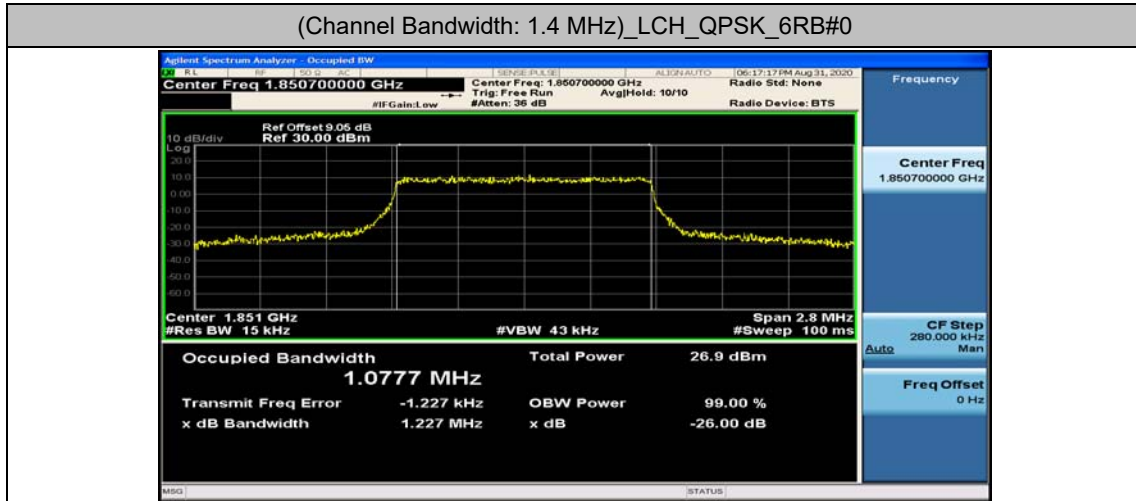 (Channel Bandwidth: 1.4 MHz)_LCH_QPSK_6RB#0
Agilent Spectrum Analyzer - Occupied BW
RL RF 50 Ω AC SENSE:PULSE ALIGN AUTO 06:17:17 PM Aug 31, 2020
Center Freq 1.850700000 GHz Center Freq: 1.850700000 GHz Radio Std: None
Trig: Free Run Avg|Hold: 10/10
#IFGain:Low #Atten: 36 dB Radio Device: BTS
Frequency
Ref Offset 9.05 dB
10 dB/div Ref 30.00 dBm
Log
20.0
10.0
0.00
-10.0
-20.0
-30.0
-40.0
-50.0
-60.0
Center 1.851 GHz Span 2.8 MHz
#Res BW 15 kHz #VBW 43 kHz #Sweep 100 ms
Occupied Bandwidth Total Power 26.9 dBm
1.0777 MHz
Transmit Freq Error -1.227 kHz OBW Power 99.00 %
x dB Bandwidth 1.227 MHz x dB -26.00 dB
Center Freq
1.850700000 GHz
CF Step
280.000 kHz
Auto Man
Freq Offset
0 Hz
MSG STATUS